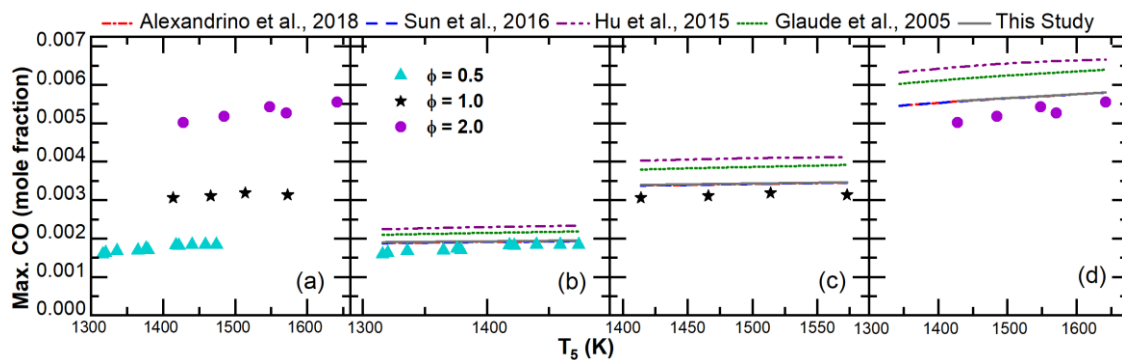 Alexandrino et al., 2018 Sun et al., 2016 Hu et al., 2015 Glaude et al., 2005 This Study
Max. CO (mole fraction)
0.007
0.006
0.005
0.004
0.003
0.002
0.001
0.000
ϕ = 0.5
ϕ = 1.0
ϕ = 2.0
(a) (b) (c) (d)
1300 1400 1500 1600 1300 1400 1400 1450 1500 1550 1300 1400 1500 1600
T5 (K)